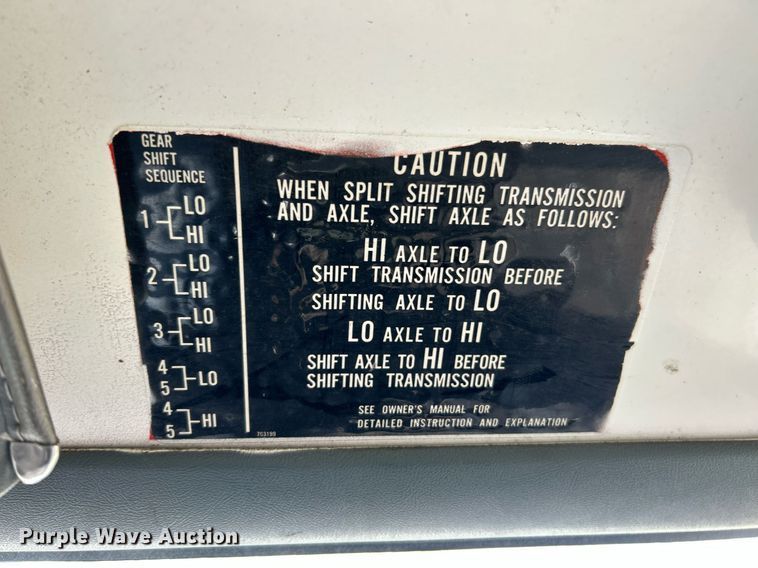 GEAR
SHIFT
SEQUENCE
1 LO
HI
2 LO
HI
3 LO
HI
4
5 LO
4
5 HI
CAUTION
WHEN SPLIT SHIFTING TRANSMISSION
AND AXLE, SHIFT AXLE AS FOLLOWS:
HI AXLE TO LO
SHIFT TRANSMISSION BEFORE
SHIFTING AXLE TO LO
LO AXLE TO HI
SHIFT AXLE TO HI BEFORE
SHIFTING TRANSMISSION
SEE OWNER'S MANUAL FOR
DETAILED INSTRUCTION AND EXPLANATION
7C3199
Purple Wave Auction